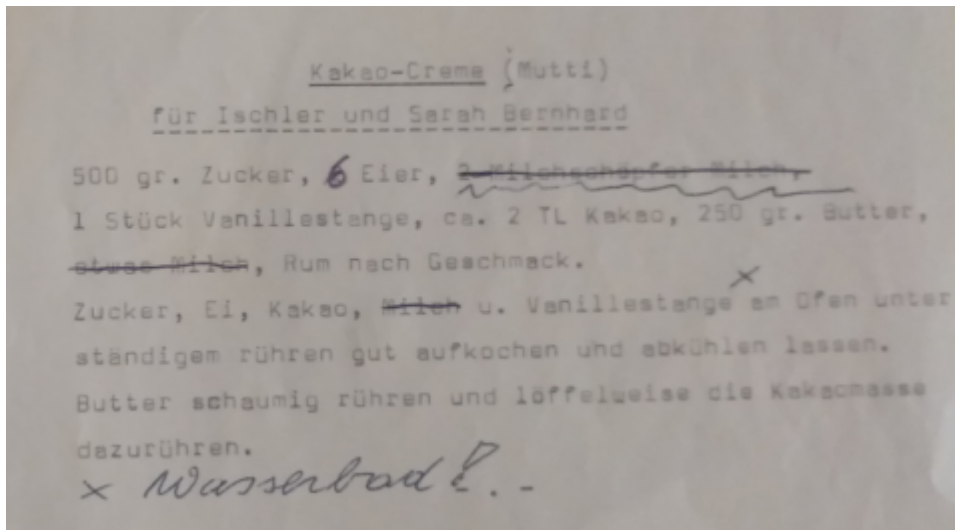 Kakao-Creme (Mutti)
für Ischler und Sarah Bernhard
500 gr. Zucker, 6 Eier, 2 Milchschöpfer Milch,
1 Stück Vanillestange, ca. 2 TL Kakao, 250 gr. Butter,
etwas Milch, Rum nach Geschmack.
Zucker, Ei, Kakao, Milch u. Vanillestange x am Ofen unter
ständigem rühren gut aufkochen und abkühlen lassen.
Butter schaumig rühren und löffelweise die Kakaomasse
dazurühren.
x Wasserbad!. -